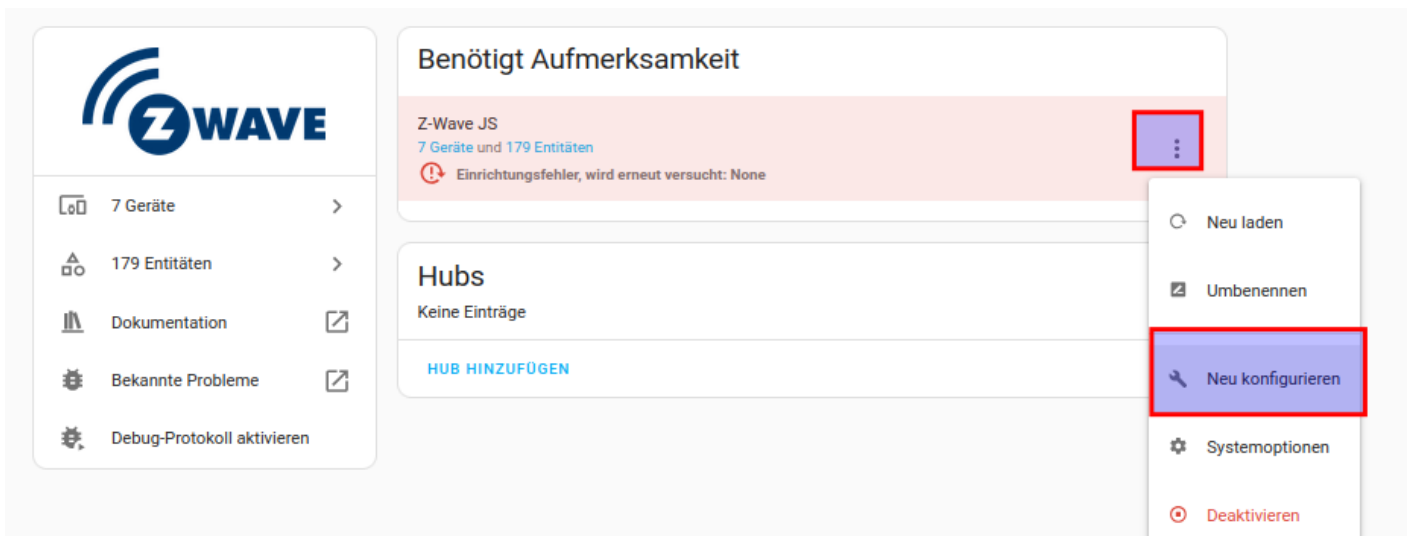 Z WAVE
7 Geräte
179 Entitäten
Dokumentation
Bekannte Probleme
Debug-Protokoll aktivieren
Benötigt Aufmerksamkeit
Z-Wave JS
7 Geräte und 179 Entitäten
Einrichtungsfehler, wird erneut versucht: None
Hubs
Keine Einträge
HUB HINZUFÜGEN
Neu laden
Umbenennen
Neu konfigurieren
Systemoptionen
Deaktivieren